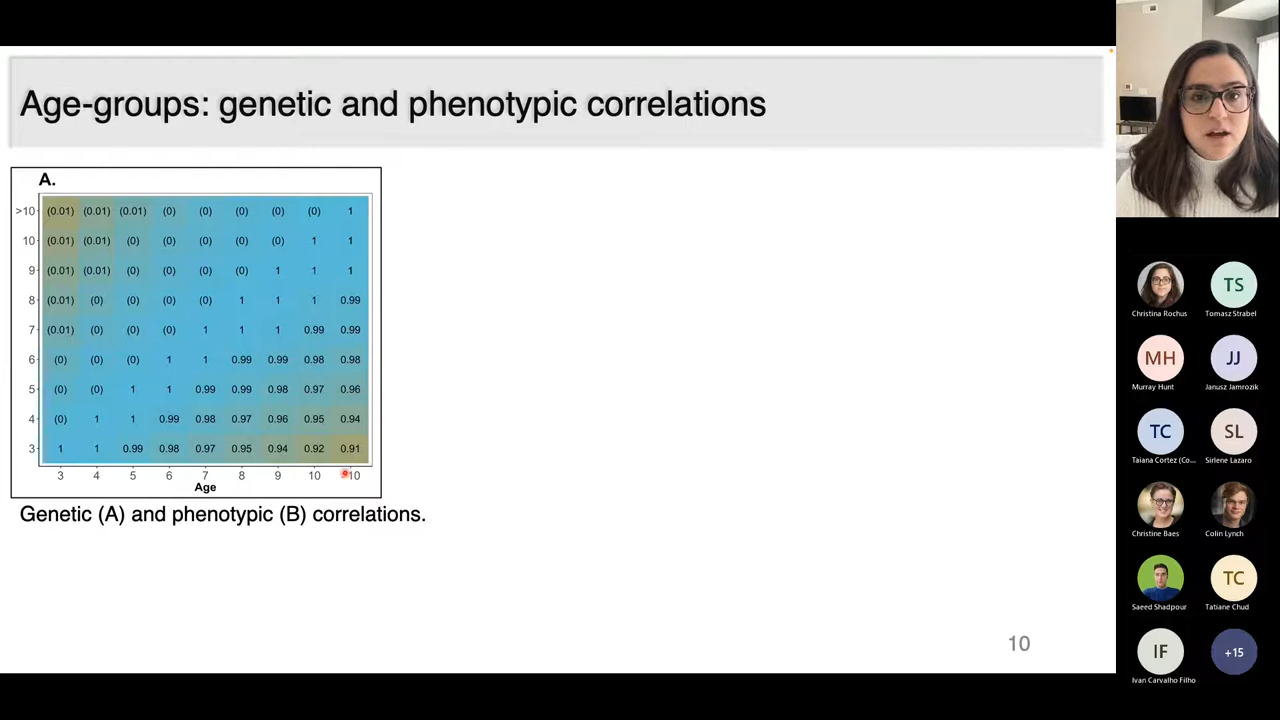 Age-groups: genetic and phenotypic correlations
A.
>10 (0.01) (0.01) (0.01) (0) (0) (0) (0) (0) 1
10 (0.01) (0.01) (0) (0) (0) (0) (0) 1 1
9 (0.01) (0.01) (0) (0) (0) (0) 1 1 1
8 (0.01) (0) (0) (0) (0) 1 1 1 0.99
7 (0.01) (0) (0) (0) 1 1 1 0.99 0.99
6 (0) (0) (0) 1 1 0.99 0.99 0.98 0.98
5 (0) (0) 1 1 0.99 0.99 0.98 0.97 0.96
4 (0) 1 1 0.99 0.98 0.97 0.96 0.95 0.94
3 1 1 0.99 0.98 0.97 0.95 0.94 0.92 0.91
3 4 5 6 7 8 9 10 10
Age
Genetic (A) and phenotypic (B) correlations.
10
TS
Christina Rochus Tomasz Strabel
MH JJ
Murray Hunt Janusz Jamrozik
TC SL
Taiana Cortez (Co... Sirlene Lazaro
Christine Baes Colin Lynch
TC
Saeed Shadpour Tatiane Chud
IF +15
Ivan Carvalho Filho